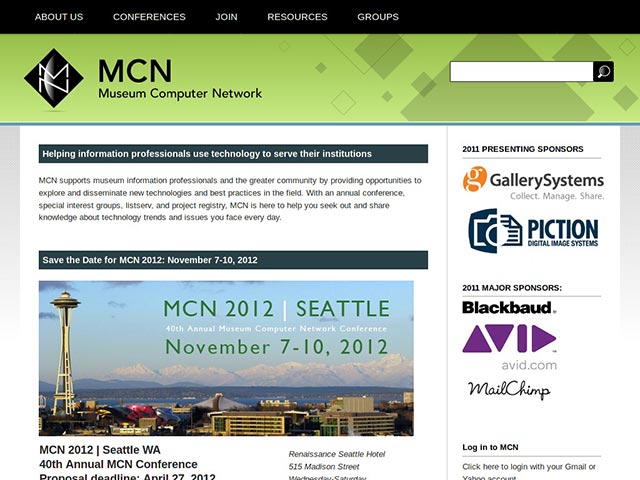 ABOUT US
CONFERENCES
JOIN
RESOURCES
GROUPS
MCN
Museum Computer Network
Helping information professionals use technology to serve their institutions
MCN supports museum information professionals and the greater community by providing opportunities to
explore and disseminate new technologies and best practices in the field. With an annual conference,
special interest groups, listserv, and project registry, MCN is here to help you seek out and share
knowledge about technology trends and issues you face every day.
Save the Date for MCN 2012: November 7-10, 2012
MCN 2012 | SEATTLE
40th Annual Museum Computer Network Conference
November 7-10, 2012
MCN 2012 | Seattle WA
40th Annual MCN Conference
Proposal deadline: April 27, 2012
Renaissance Seattle Hotel
515 Madison Street
Wednesday-Saturday
2011 PRESENTING SPONSORS
g GallerySystems
Collect. Manage. Share.
PICTION
DIGITAL IMAGE SYSTEMS
2011 MAJOR SPONSORS:
Blackbaud
AVID
avid.com
MailChimp
Log in to MCN
Click here to login with your Gmail or
Yahoo account